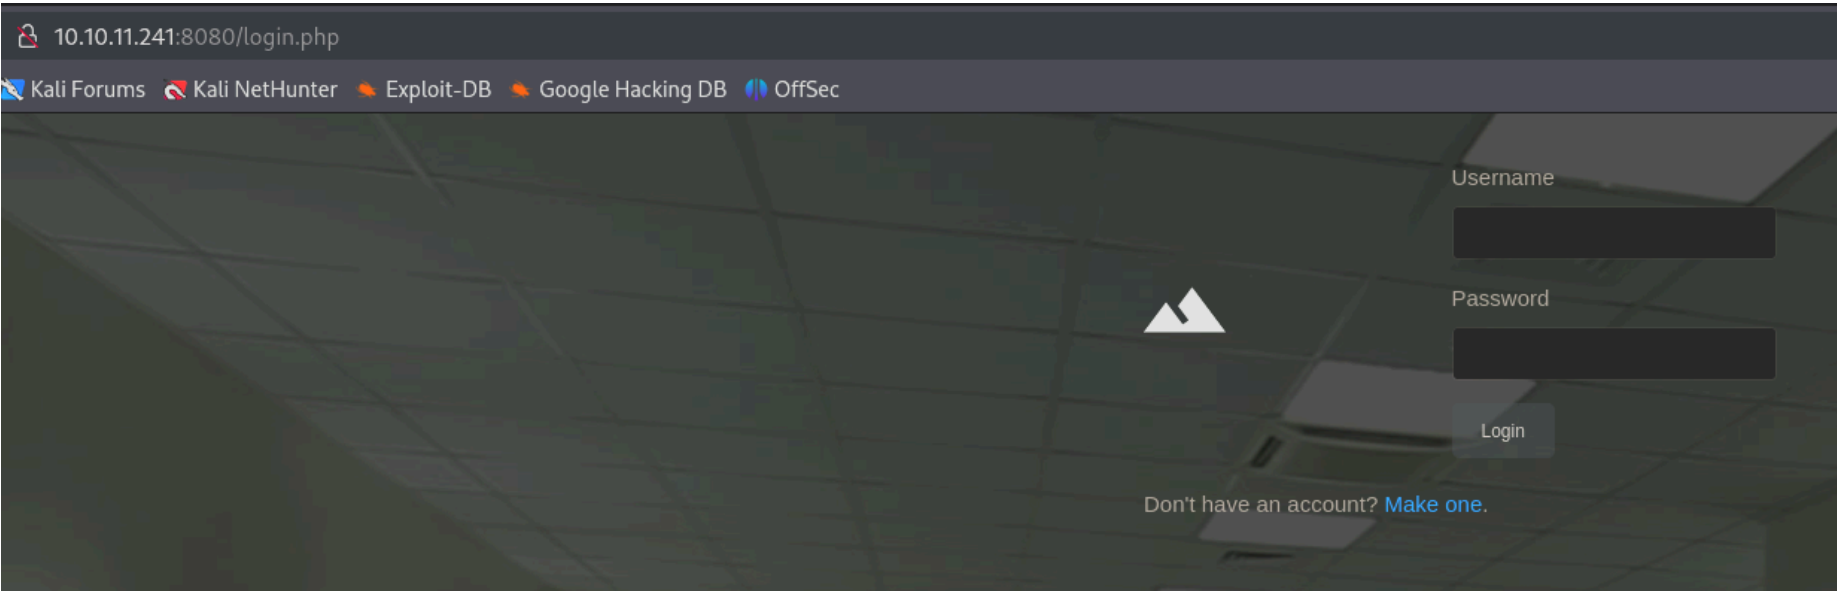 10.10.11.241:8080/login.php
Kali Forums Kali NetHunter Exploit-DB Google Hacking DB OffSec
Username
Password
Login
Don't have an account? Make one.